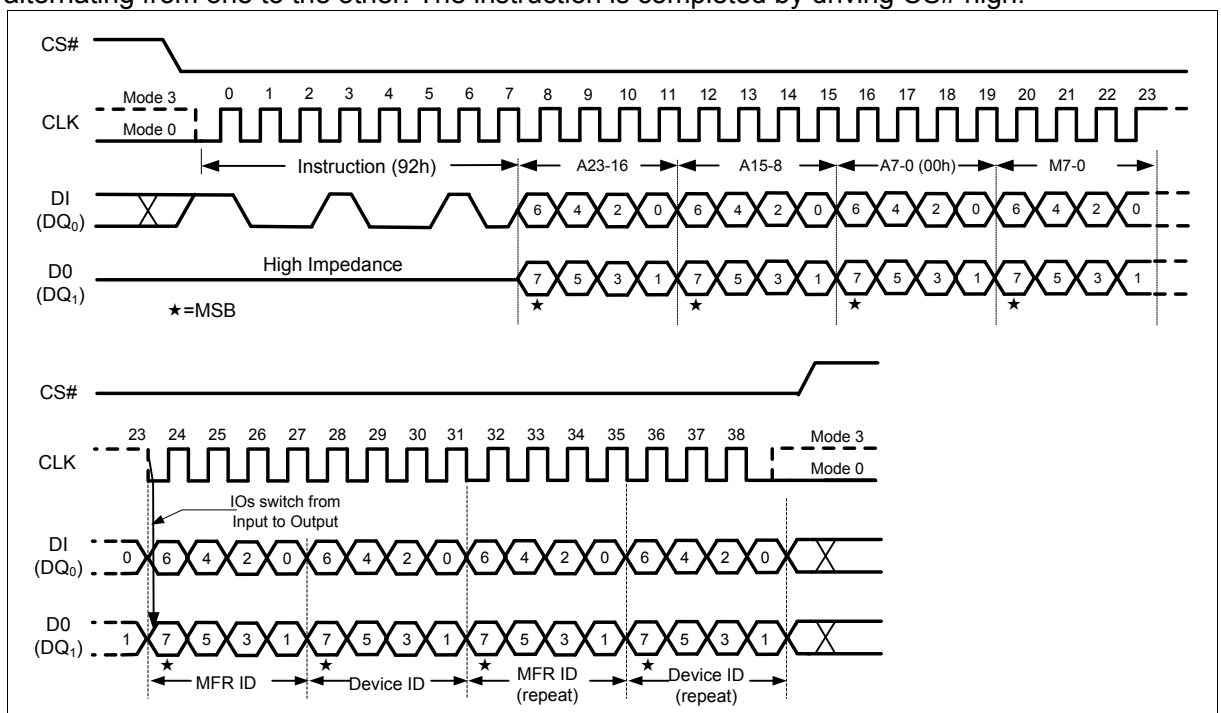 alternating from one to the other. The instruction is completed by driving CS# high.
CS#
Mode 3
0 1 2 3 4 5 6 7 8 9 10 11 12 13 14 15 16 17 18 19 20 21 22 23
CLK
Mode 0
Instruction (92h) A23-16 A15-8 A7-0 (00h) M7-0
DI
(DQ0)
6 4 2 0 6 4 2 0 6 4 2 0 6 4 2 0
High Impedance
D0
(DQ1)
7 5 3 1 7 5 3 1 7 5 3 1 7 5 3 1
★ ★ ★ ★
★=MSB
CS#
23 24 25 26 27 28 29 30 31 32 33 34 35 36 37 38
Mode 3
CLK
Mode 0
IOs switch from
Input to Output
DI
(DQ0)
0 6 4 2 0 6 4 2 0 6 4 2 0 6 4 2 0
D0
(DQ1)
1 7 5 3 1 7 5 3 1 7 5 3 1 7 5 3 1
★ ★ ★ ★
MFR ID Device ID MFR ID
(repeat)
Device ID
(repeat)